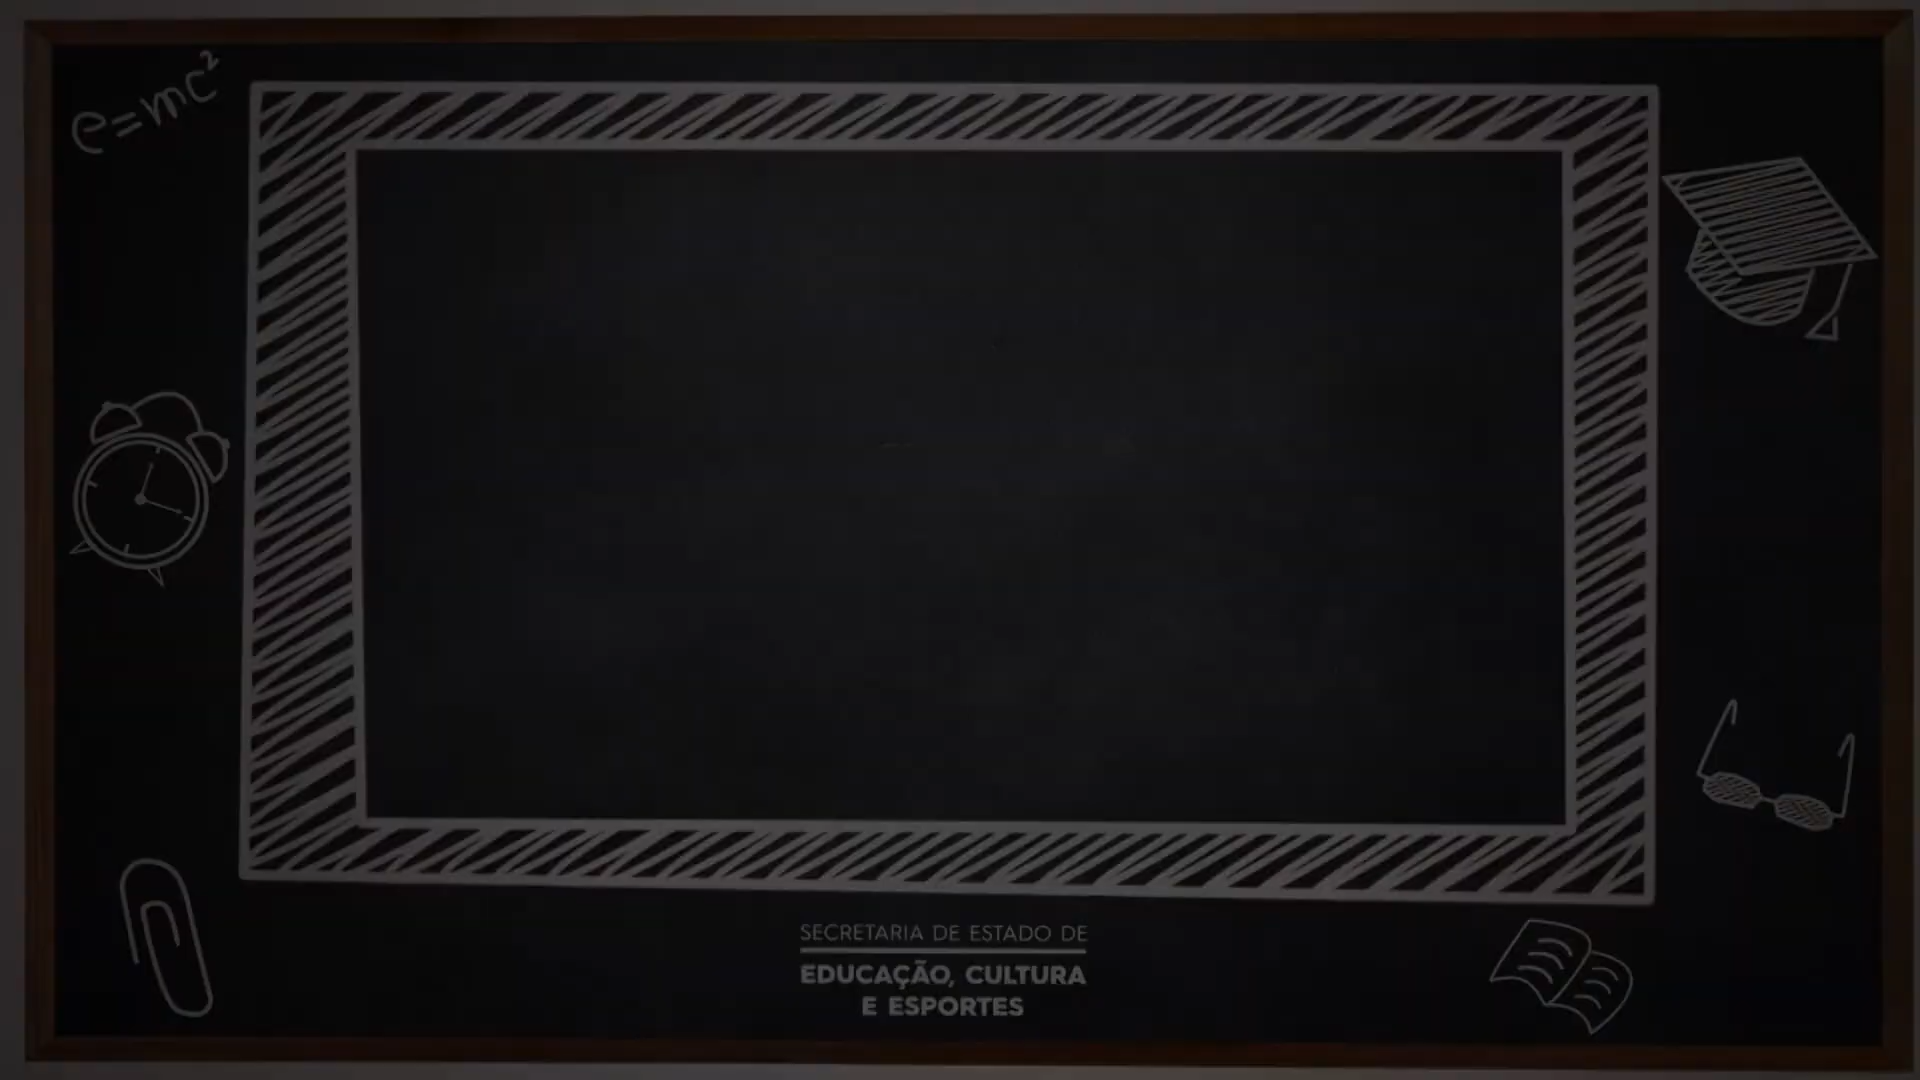 e=mc²
SECRETARIA DE ESTADO DE
EDUCAÇÃO, CULTURA
E ESPORTES